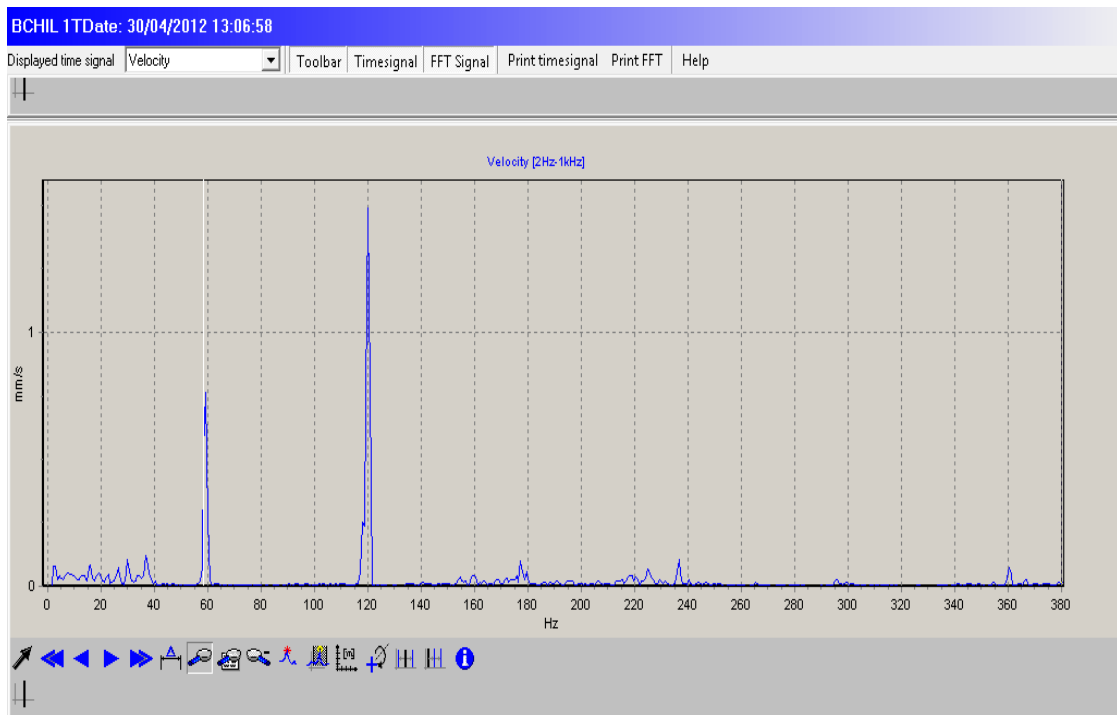 BCHIL 1TDate: 30/04/2012 13:06:58
Displayed time signal Velocity Toolbar Timesignal FFT Signal Print timesignal Print FFT Help
Velocity [2Hz-1kHz]
1
mm/s
0
0 20 40 60 80 100 120 140 160 180 200 220 240 260 280 300 320 340 360 380
Hz